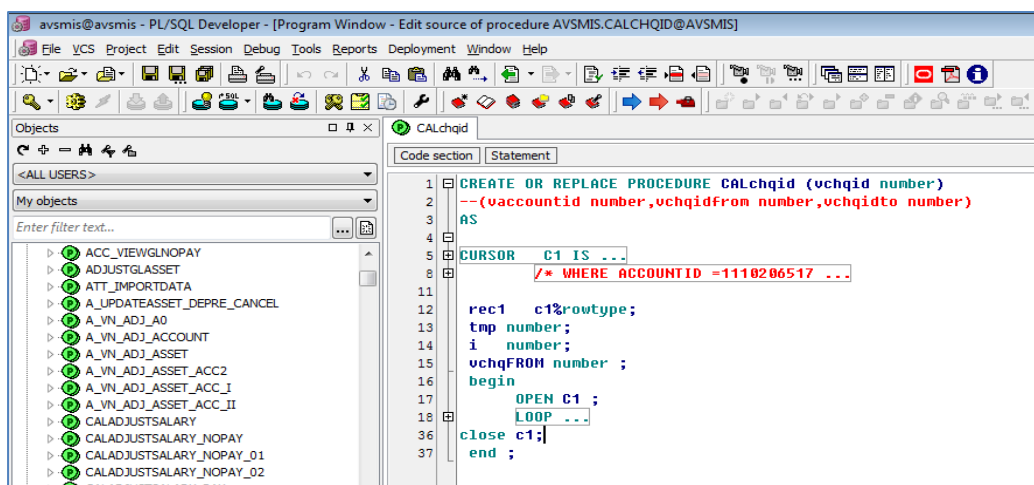 avsmis@avsmis - PL/SQL Developer - [Program Window - Edit source of procedure AVSMIS.CALCHQID@AVSMIS]
File VCS Project Edit Session Debug Tools Reports Deployment Window Help
SQL
Objects
CALchqid
Code section Statement
<ALL USERS>
My objects
Enter filter text...
...
ACC_VIEWGLNOPAY
ADJUSTGLASSET
ATT_IMPORTDATA
A_UPDATEASSET_DEPRE_CANCEL
A_VN_ADJ_A0
A_VN_ADJ_ACCOUNT
A_VN_ADJ_ASSET
A_VN_ADJ_ASSET_ACC2
A_VN_ADJ_ASSET_ACC_I
A_VN_ADJ_ASSET_ACC_II
CALADJUSTSALARY
CALADJUSTSALARY_NOPAY
CALADJUSTSALARY_NOPAY_01
CALADJUSTSALARY_NOPAY_02
1 CREATE OR REPLACE PROCEDURE CALchqid (vchqid number)
2 --(vaccountid number,vchqidfrom number,vchqidto number)
3 AS
4
5 CURSOR C1 IS ...
8 /* WHERE ACCOUNTID =1110206517 ...
11
12 rec1 c1%rowtype;
13 tmp number;
14 i number;
15 vchqFROM number ;
16 begin
17 OPEN C1 ;
18 LOOP ...
36 close c1;
37 end ;